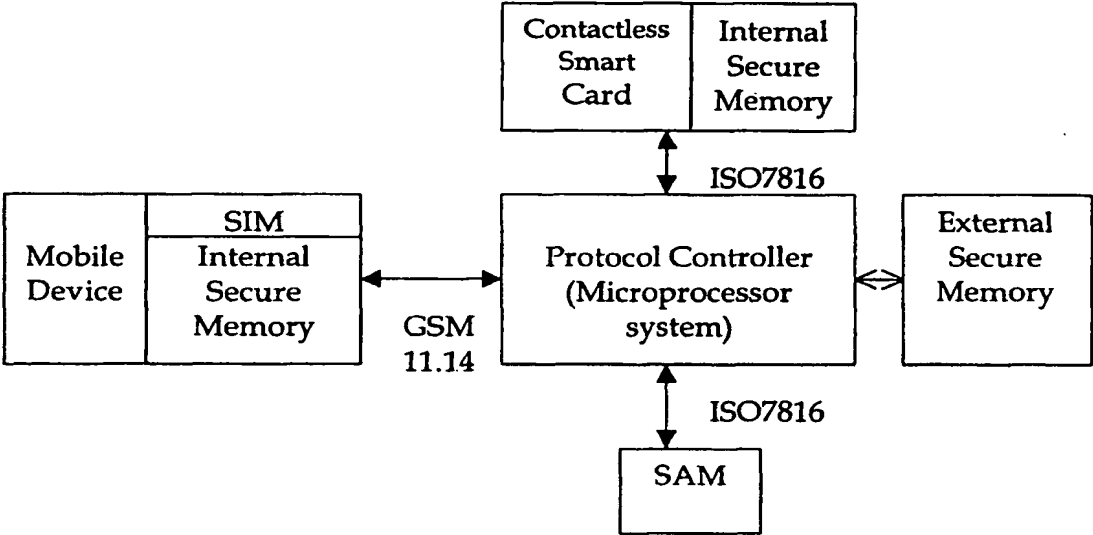 Contactless
Smart
Card
Internal
Secure
Memory
ISO7816
Mobile
Device
SIM
Internal
Secure
Memory
GSM
11.14
Protocol Controller
(Microprocessor
system)
External
Secure
Memory
ISO7816
SAM